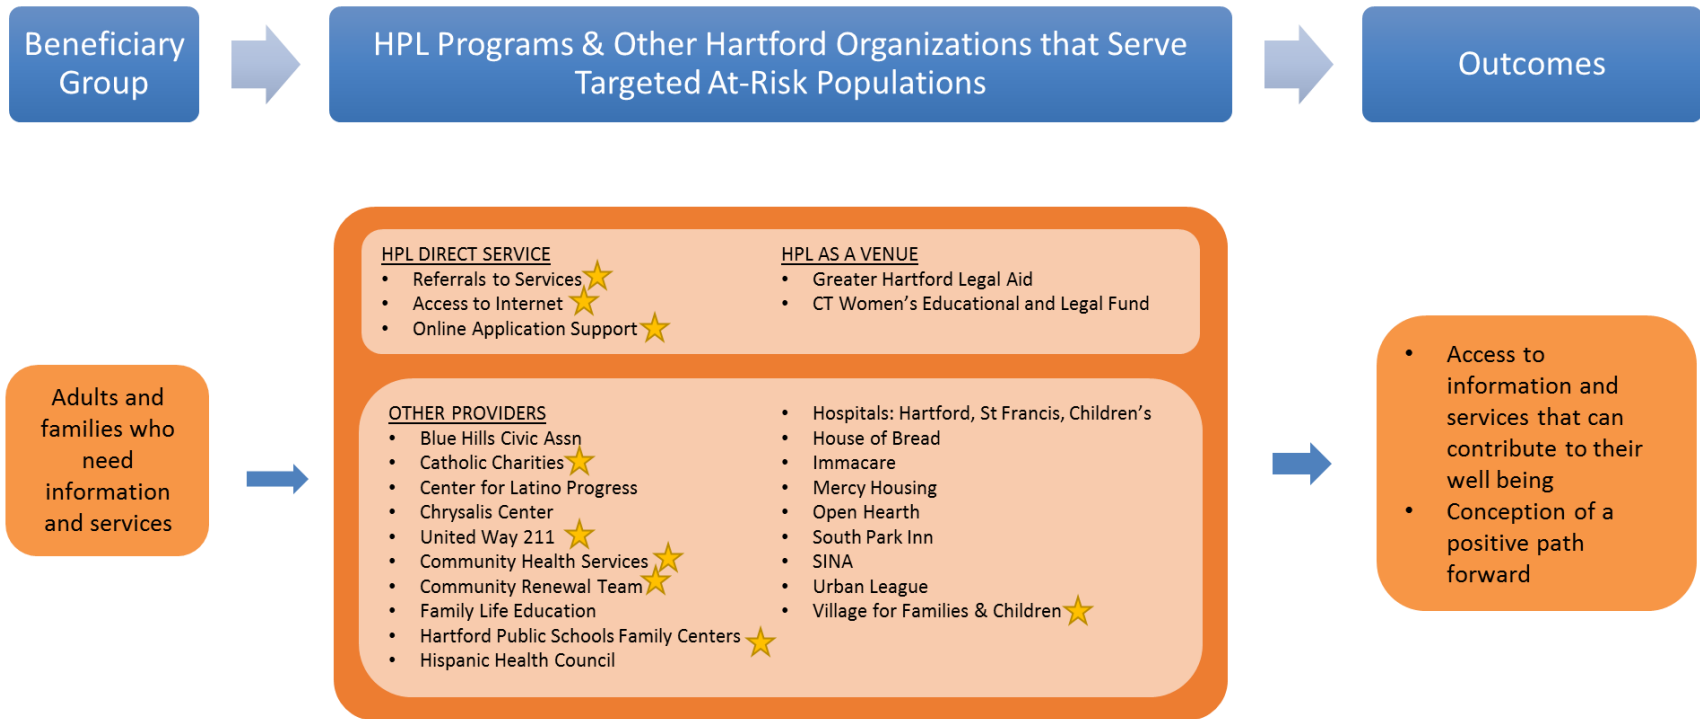 Beneficiary
Group
HPL Programs & Other Hartford Organizations that Serve
Targeted At-Risk Populations
Outcomes
Adults and
families who
need
information
and services
HPL DIRECT SERVICE
• Referrals to Services
• Access to Internet
• Online Application Support
HPL AS A VENUE
• Greater Hartford Legal Aid
• CT Women's Educational and Legal Fund
OTHER PROVIDERS
• Blue Hills Civic Assn
• Catholic Charities
• Center for Latino Progress
• Chrysalis Center
• United Way 211
• Community Health Services
• Community Renewal Team
• Family Life Education
• Hartford Public Schools Family Centers
• Hispanic Health Council
• Hospitals: Hartford, St Francis, Children's
• House of Bread
• Immacare
• Mercy Housing
• Open Hearth
• South Park Inn
• SINA
• Urban League
• Village for Families & Children
• Access to
information and
services that can
contribute to their
well being
• Conception of a
positive path
forward